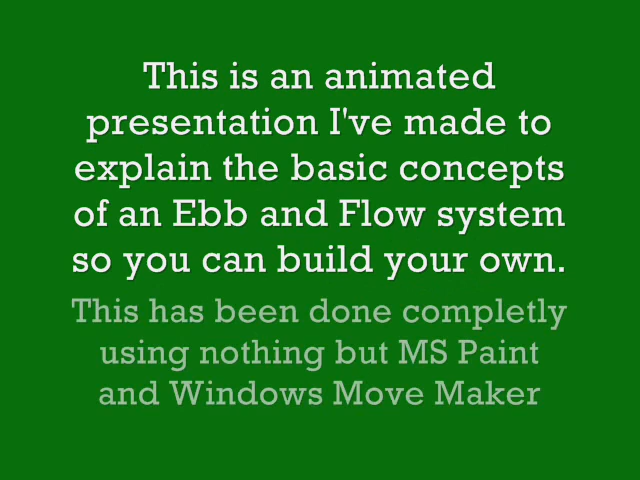 This is an animated
presentation I've made to
explain the basic concepts
of an Ebb and Flow system
so you can build your own.
This has been done completly
using nothing but MS Paint
and Windows Move Maker